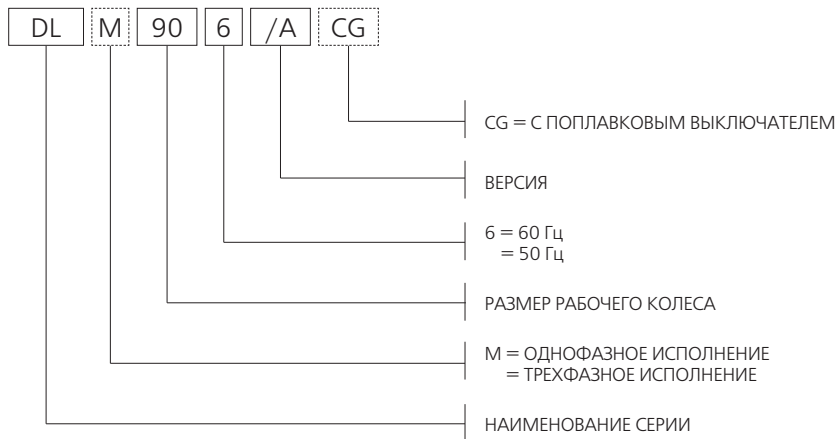 DL M 90 6 /A CG
CG = С ПОПЛАВКОВЫМ ВЫКЛЮЧАТЕЛЕМ
ВЕРСИЯ
6 = 60 Гц
= 50 Гц
РАЗМЕР РАБОЧЕГО КОЛЕСА
М = ОДНОФАЗНОЕ ИСПОЛНЕНИЕ
= ТРЕХФАЗНОЕ ИСПОЛНЕНИЕ
НАИМЕНОВАНИЕ СЕРИИ